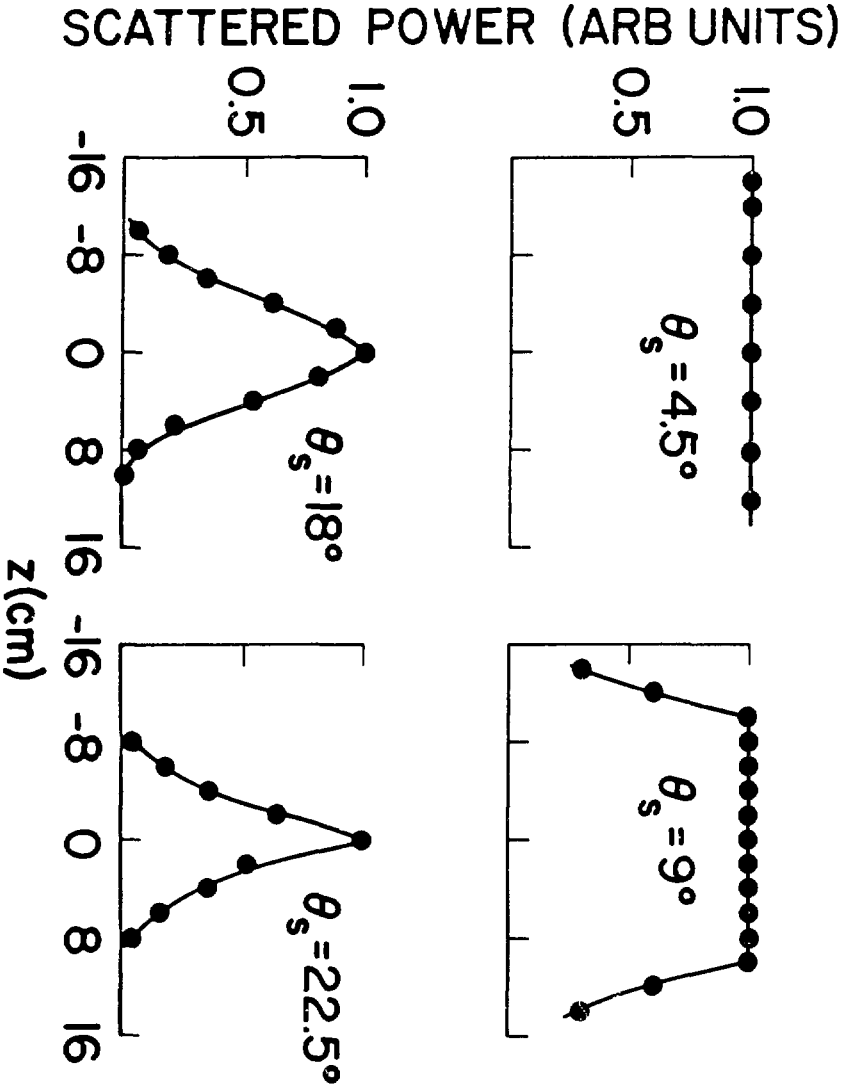 SCATTERED POWER (ARB UNITS)
1.0
0.5
θs = 4.5°
θs = 9°
1.0
0.5
θs = 18°
θs = 22.5°
-16 -8 0 8 16
-16 -8 0 8 16
z(cm)